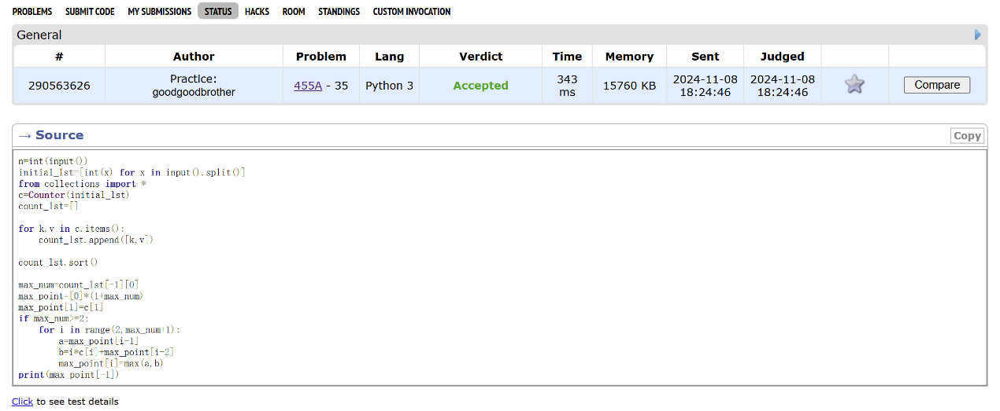 PROBLEMS SUBMIT CODE MY SUBMISSIONS STATUS HACKS ROOM STANDINGS CUSTOM INVOCATION
General
# Author Problem Lang Verdict Time Memory Sent Judged
290563626 Practice: goodgoodbrother 455A - 35 Python 3 Accepted 343 ms 15760 KB 2024-11-08 18:24:46 2024-11-08 18:24:46 Compare
→ Source Copy
n=int(input())
initial_lst=[int(x) for x in input().split()]
from collections import *
c=Counter(initial_lst)
count_lst=[]
for k,v in c.items():
    count_lst.append([k,v])
count_lst.sort()
max_num=count_lst[-1][0]
max_point=[0]*(1+max_num)
max_point[1]=c[1]
if max_num>=2:
    for i in range(2,max_num+1):
        a=max_point[i-1]
        b=i*c[i]+max_point[i-2]
        max_point[i]=max(a,b)
print(max_point[-1])
Click to see test details